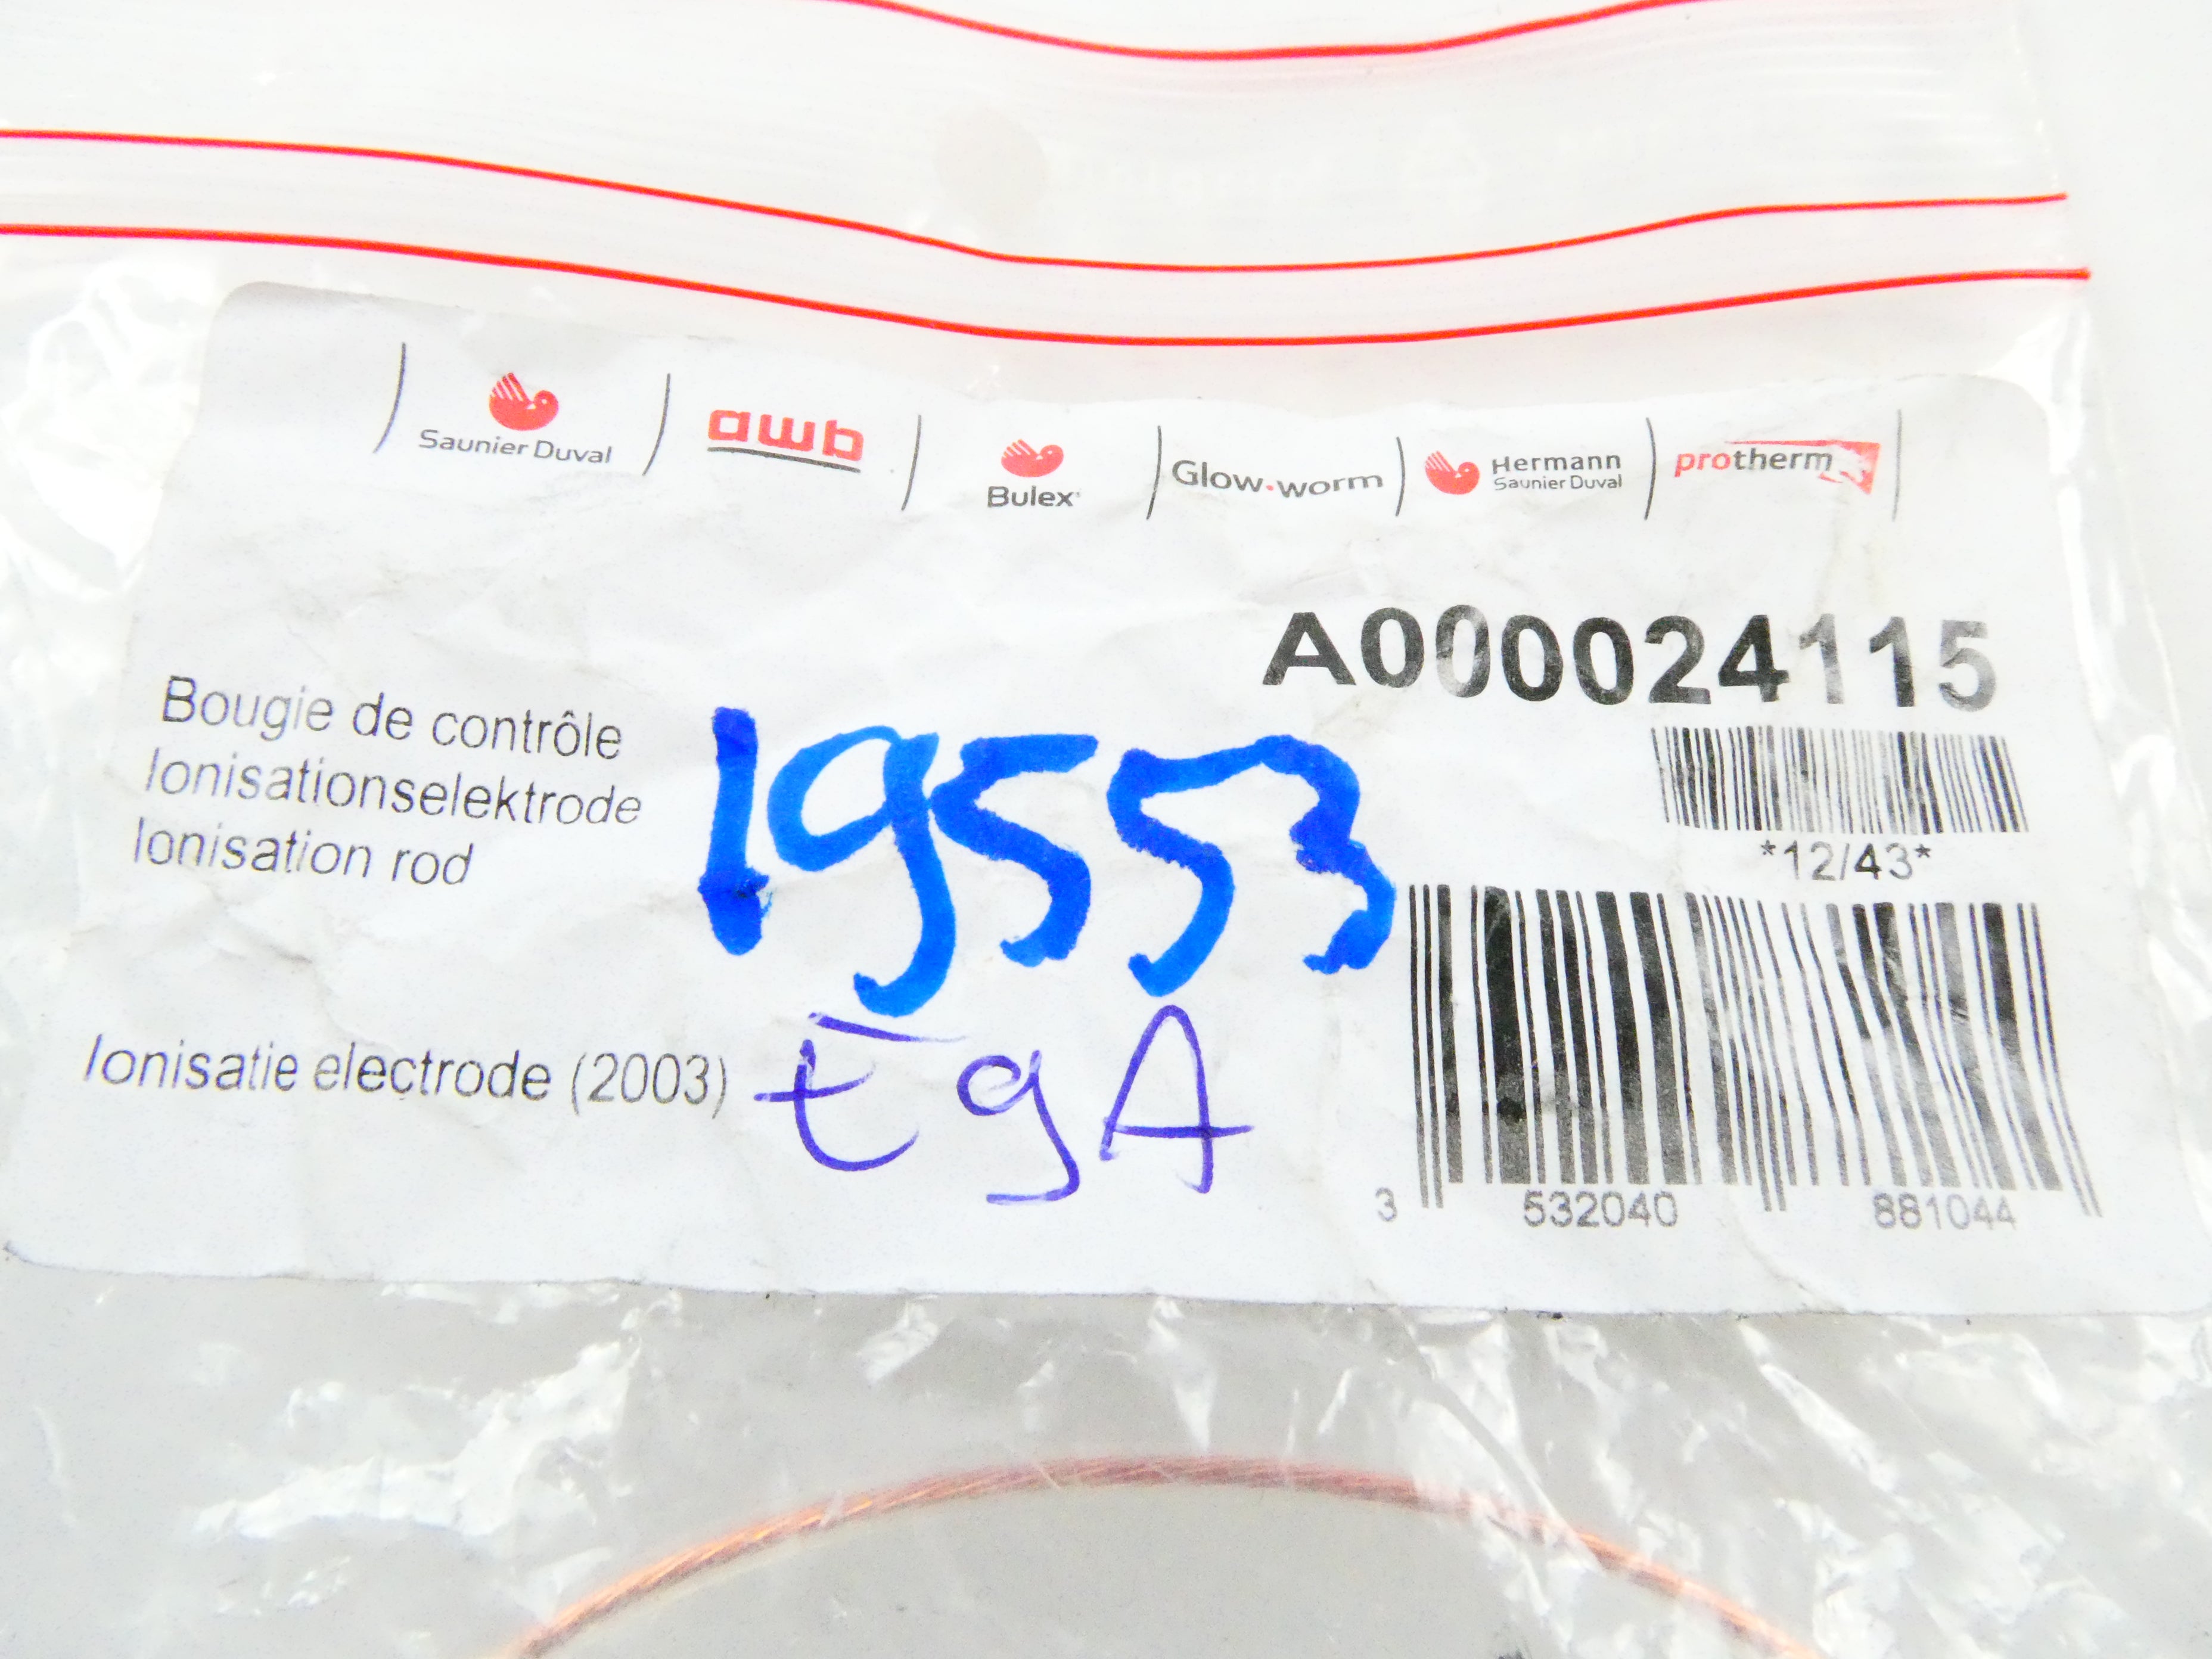 Saunier Duval
awb
Bulex
Glow-worm
Hermann
Saunier Duval
protherm
A000024115
Bougie de contrôle
Ionisationselektrode
Ionisation rod
19553
*12/43*
Ionisatie electrode (2003)
E9A
3 532040 881044